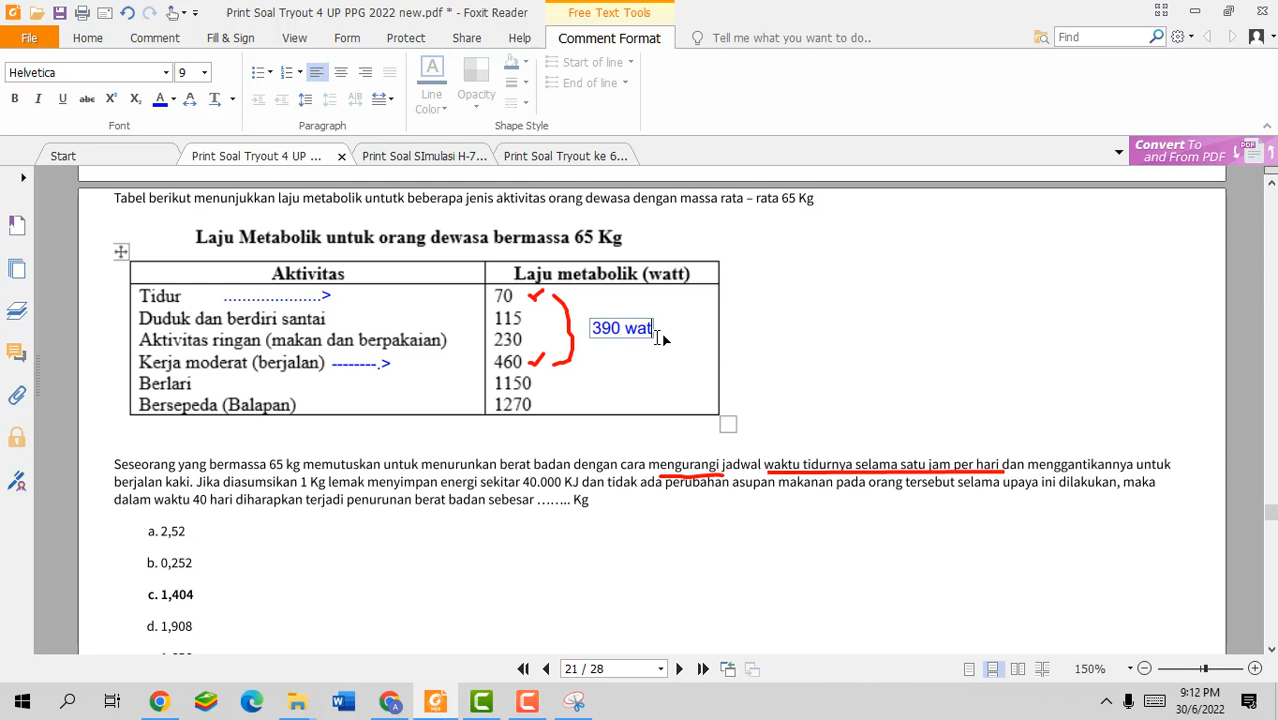 Print Soal Tryout 4 UP PPG 2022 new.pdf * - Foxit Reader
Free Text Tools
File Home Comment Fill & Sign View Form Protect Share Help Comment Format Tell me what you want to do... Find
Helvetica 9
Line Color
Opacity
Start of line
End of line
Font Paragraph Shape Style
Start Print Soal Tryout 4 UP ... Print Soal SImulasi H-7... Print Soal Tryout ke 6...
Convert To and From PDF
Tabel berikut menunjukkan laju metabolik untutk beberapa jenis aktivitas orang dewasa dengan massa rata – rata 65 Kg
Laju Metabolik untuk orang dewasa bermassa 65 Kg
Aktivitas Laju metabolik (watt)
Tidur .....................> 70
Duduk dan berdiri santai 115
Aktivitas ringan (makan dan berpakaian) 230
Kerja moderat (berjalan) --------.> 460
Berlari 1150
Bersepeda (Balapan) 1270
390 wat
Seseorang yang bermassa 65 kg memutuskan untuk menurunkan berat badan dengan cara mengurangi jadwal waktu tidurnya selama satu jam per hari dan menggantikannya untuk
berjalan kaki. Jika diasumsikan 1 Kg lemak menyimpan energi sekitar 40.000 KJ dan tidak ada perubahan asupan makanan pada orang tersebut selama upaya ini dilakukan, maka
dalam waktu 40 hari diharapkan terjadi penurunan berat badan sebesar …….. Kg
a. 2,52
b. 0,252
c. 1,404
d. 1,908
21 / 28
150%
9:12 PM
30/6/2022